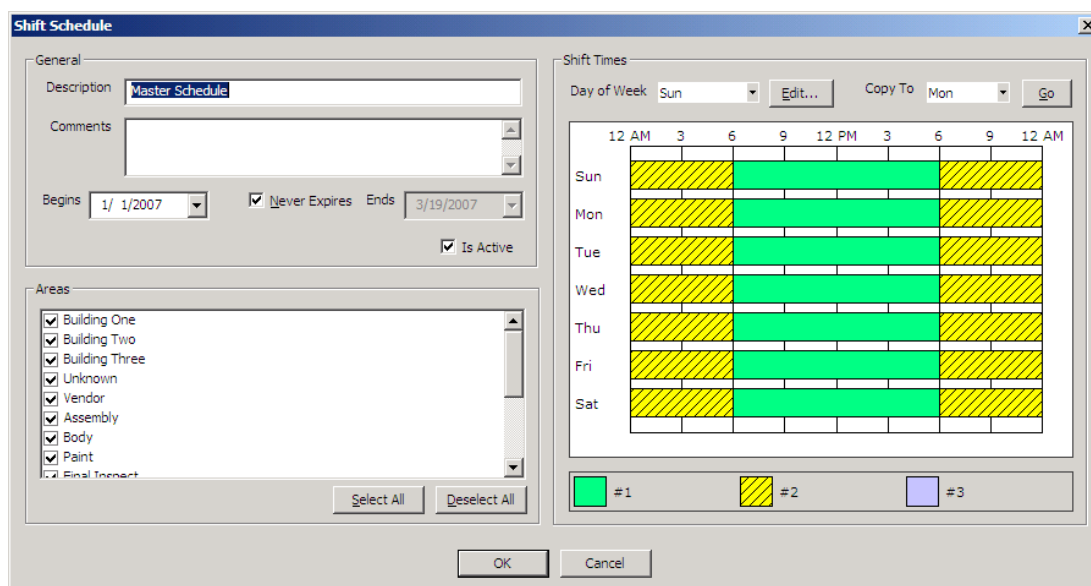 Shift Schedule
General
Description Master Schedule
Comments
Begins 1/ 1/2007 Never Expires Ends 3/19/2007
Is Active
Areas
Building One
Building Two
Building Three
Unknown
Vendor
Assembly
Body
Paint
Final Inspect
Select All Deselect All
Shift Times
Day of Week Sun Edit... Copy To Mon Go
12 AM 3 6 9 12 PM 3 6 9 12 AM
Sun
Mon
Tue
Wed
Thu
Fri
Sat
#1 #2 #3
OK Cancel